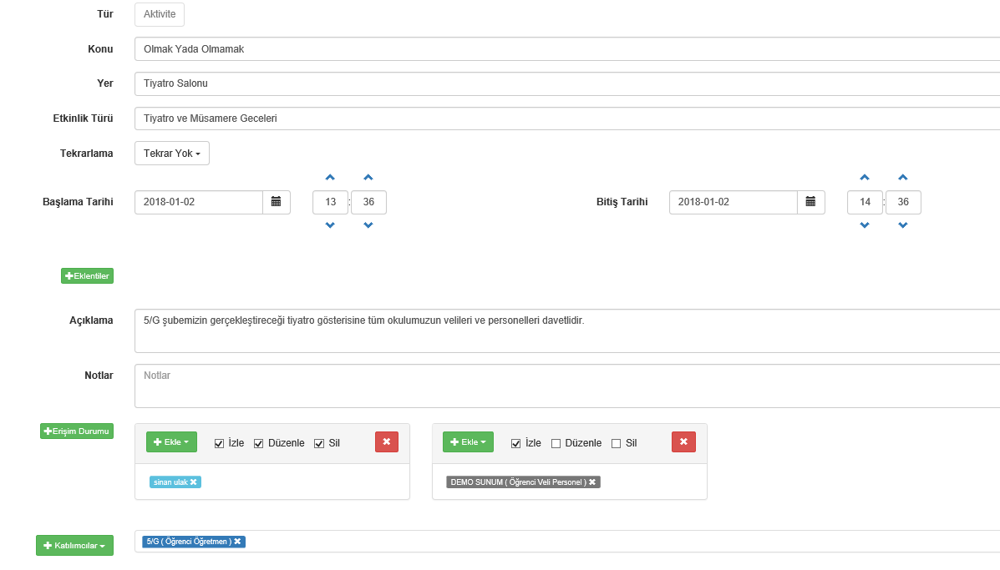 Tür Aktivite
Konu Olmak Yada Olmamak
Yer Tiyatro Salonu
Etkinlik Türü Tiyatro ve Müsamere Geceleri
Tekrarlama Tekrar Yok
Başlama Tarihi 2018-01-02 13 : 36 Bitiş Tarihi 2018-01-02 14 : 36
Eklentiler
Açıklama 5/G şubemizin gerçekleştireceği tiyatro gösterisine tüm okulumuzun velileri ve personelleri davetlidir.
Notlar Notlar
Erişim Durumu Ekle İzle Düzenle Sil Ekle İzle Düzenle Sil
sinan ulak DEMO SUNUM ( Öğrenci Veli Personel )
Katılımcılar 5/G ( Öğrenci Öğretmen )